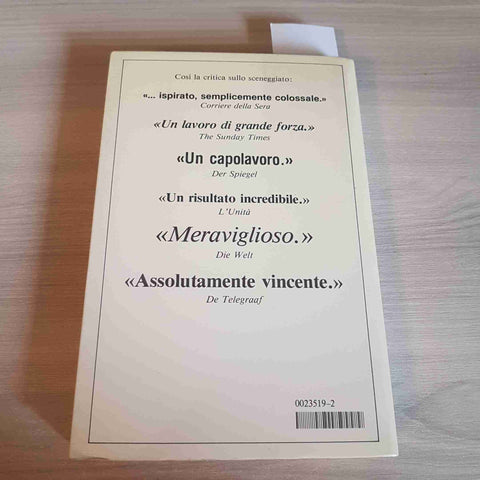 Così la critica sullo sceneggiato:
«... ispirato, semplicemente colossale.»
Corriere della Sera
«Un lavoro di grande forza.»
The Sunday Times
«Un capolavoro.»
Der Spiegel
«Un risultato incredibile.»
L'Unità
«Meraviglioso.»
Die Welt
«Assolutamente vincente.»
De Telegraaf
0023519-2